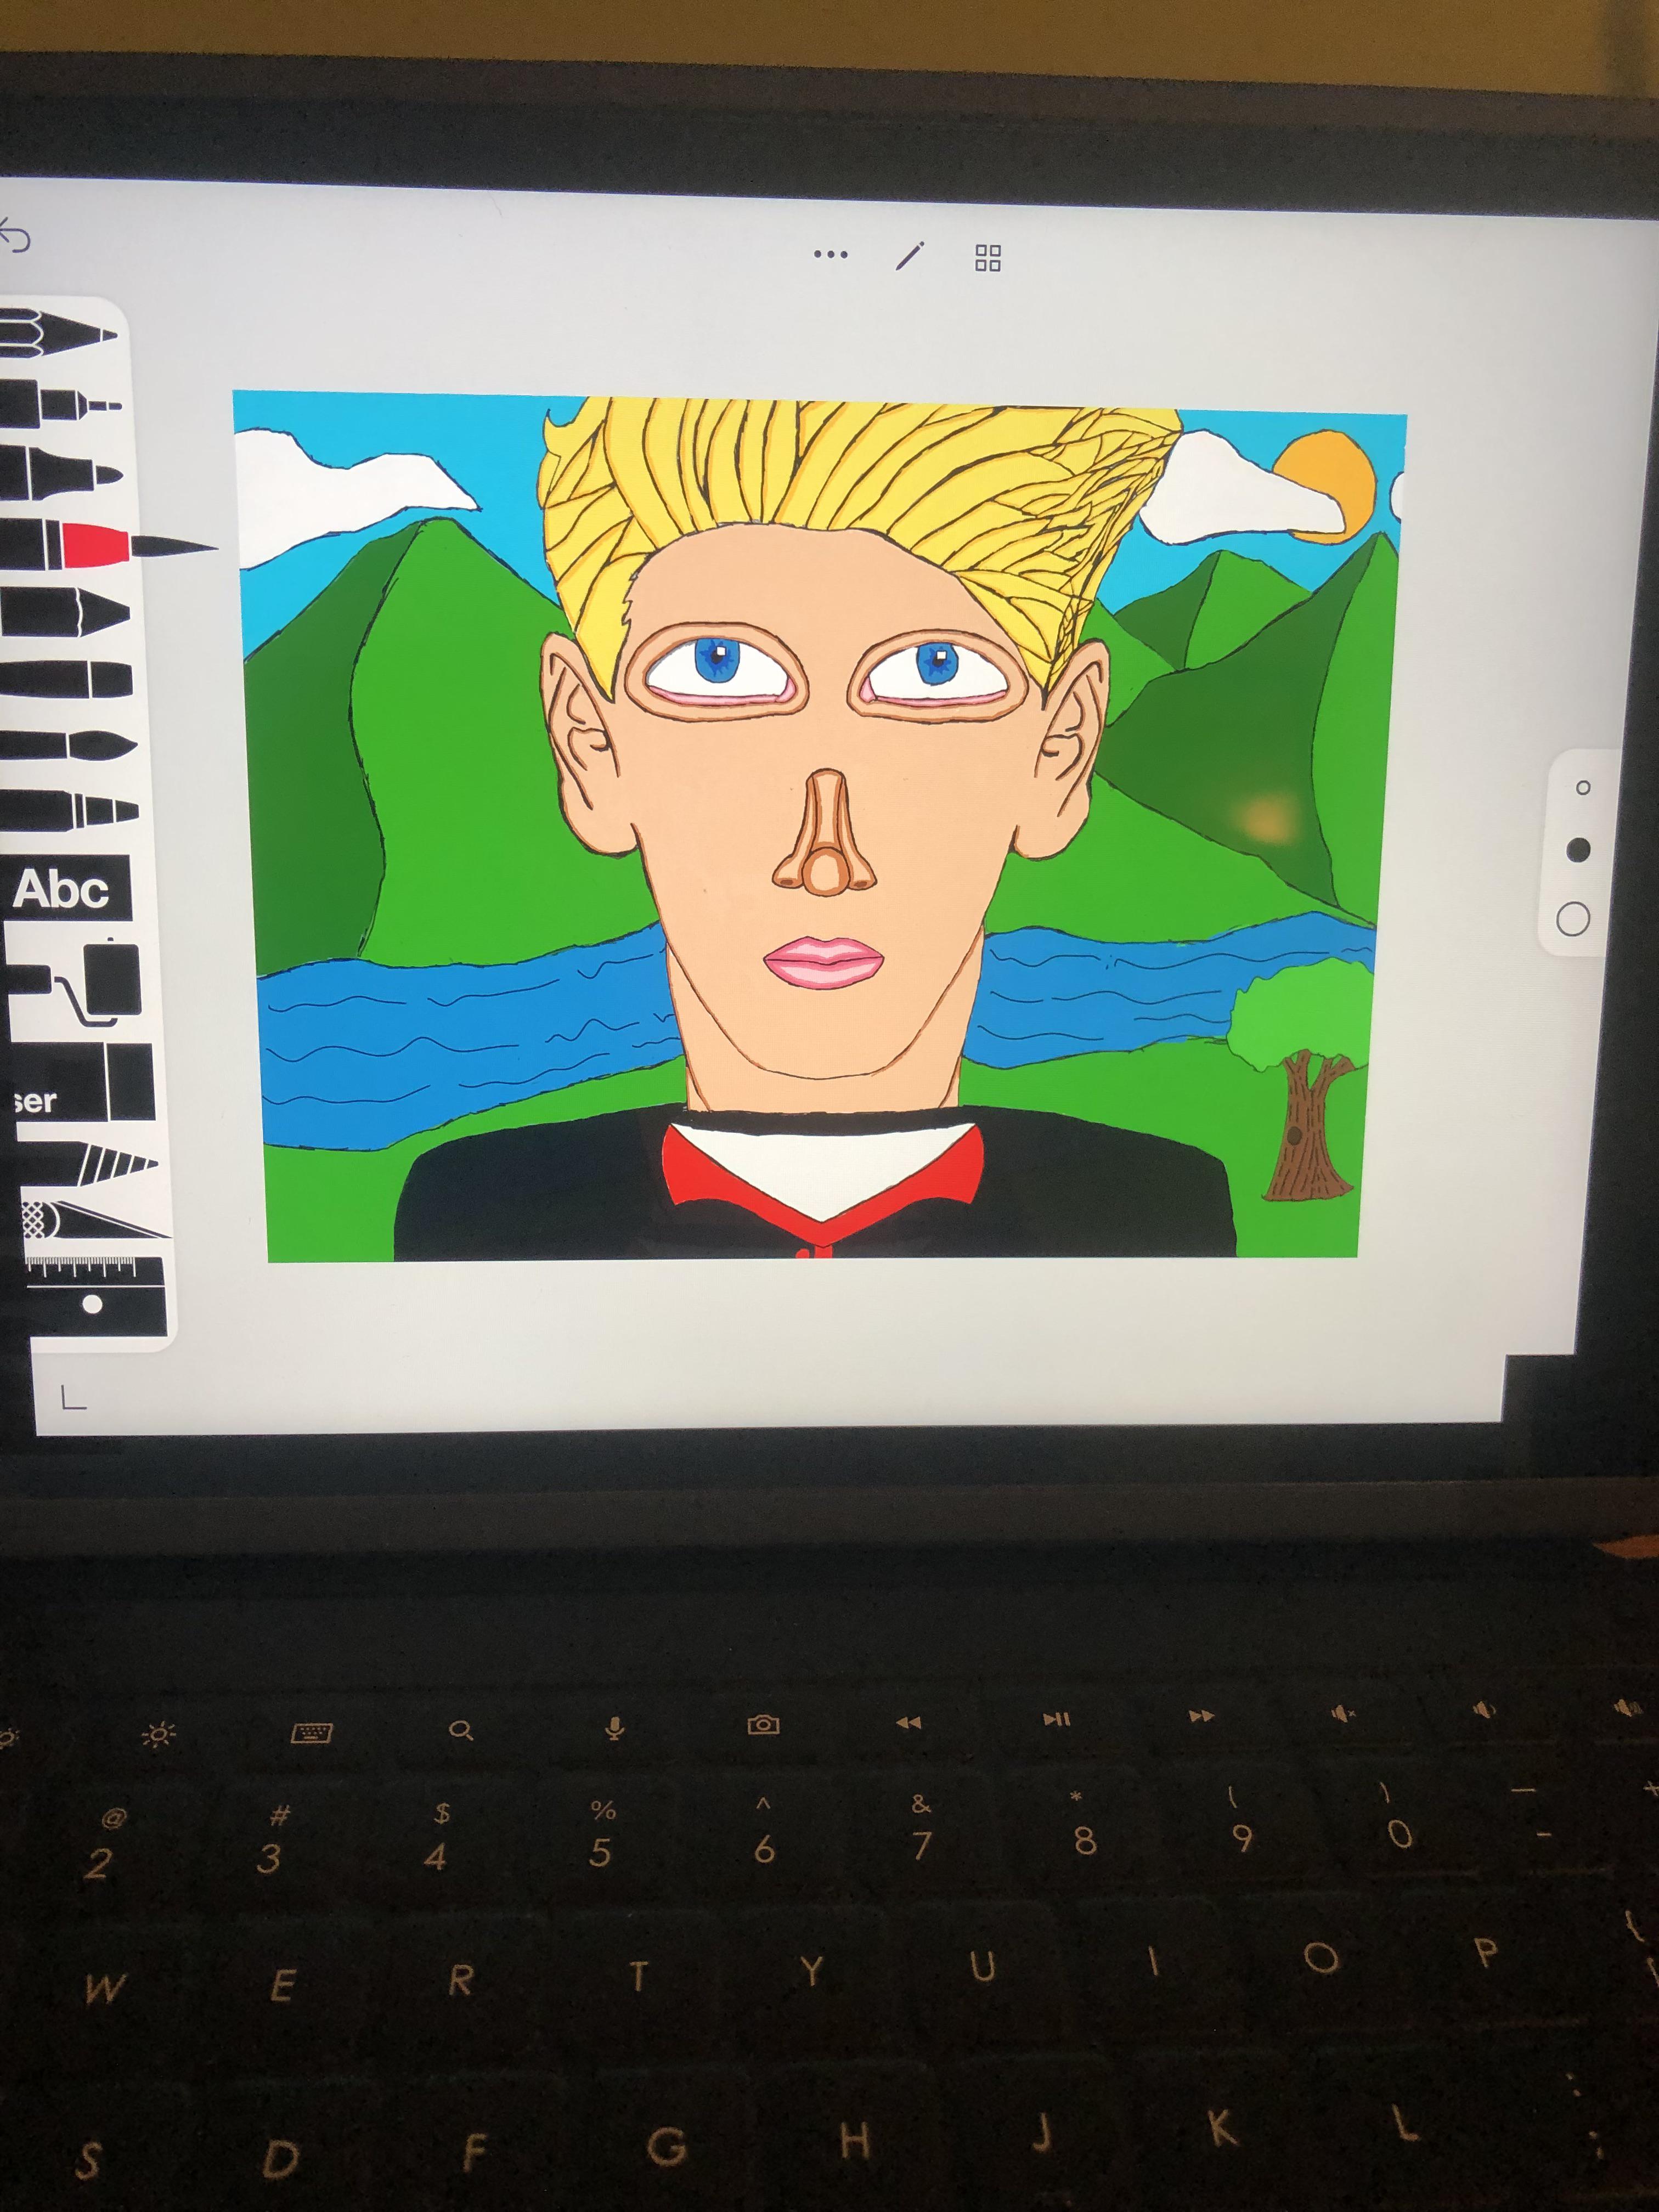 Abc
ser
@ # $ % ^ & * ( ) — +
2 3 4 5 6 7 8 9 0 -
W E R T Y U I O P {
S D F G H J K L :
;